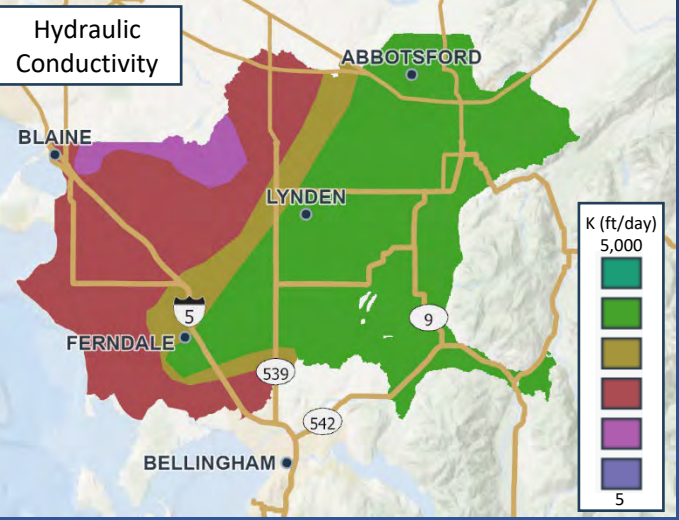 Hydraulic
Conductivity
ABBOTSFORD
BLAINE
LYNDEN
K (ft/day)
5,000
5
9
FERNDALE
539
542
BELLINGHAM
5